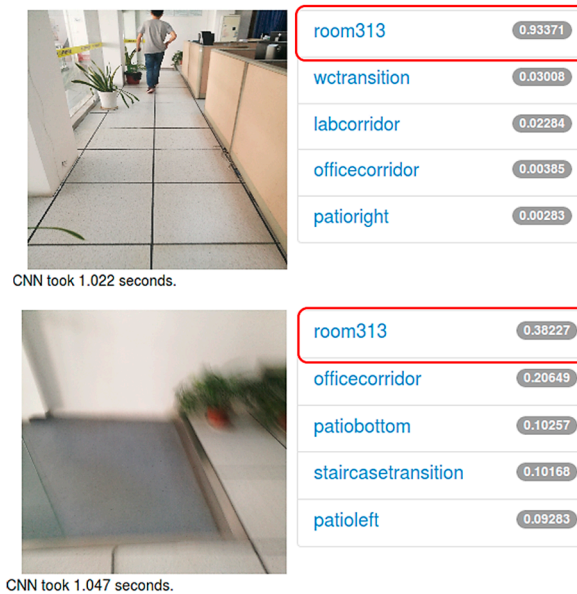 room313 0.93371
wctransition 0.03008
labcorridor 0.02284
officecorridor 0.00385
patioright 0.00283
CNN took 1.022 seconds.
room313 0.38227
officecorridor 0.20649
patiobottom 0.10257
staircasetransition 0.10168
patioleft 0.09283
CNN took 1.047 seconds.